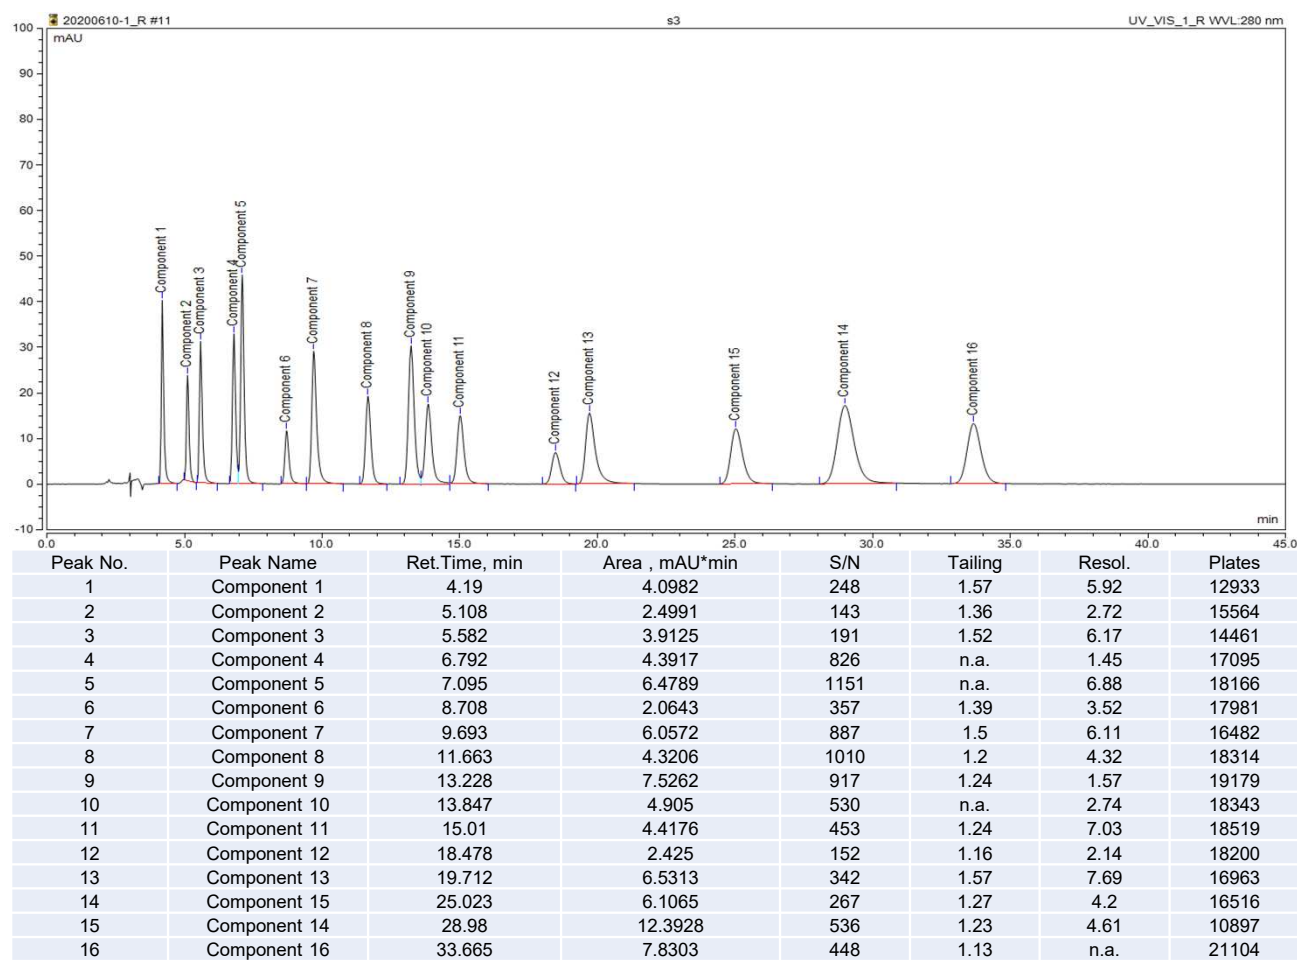 20200610-1_R #11 s3 UV_VIS_1_R WVL:280 nm
mAU
100
90
80
70
60
50
40
30
20
10
0
-10
Component 1
Component 2
Component 3
Component 4
Component 5
Component 6
Component 7
Component 8
Component 9
Component 10
Component 11
Component 12
Component 13
Component 15
Component 14
Component 16
min
0.0 5.0 10.0 15.0 20.0 25.0 30.0 35.0 40.0 45.0
Peak No. Peak Name Ret.Time, min Area , mAU*min S/N Tailing Resol. Plates
1 Component 1 4.19 4.0982 248 1.57 5.92 12933
2 Component 2 5.108 2.4991 143 1.36 2.72 15564
3 Component 3 5.582 3.9125 191 1.52 6.17 14461
4 Component 4 6.792 4.3917 826 n.a. 1.45 17095
5 Component 5 7.095 6.4789 1151 n.a. 6.88 18166
6 Component 6 8.708 2.0643 357 1.39 3.52 17981
7 Component 7 9.693 6.0572 887 1.5 6.11 16482
8 Component 8 11.663 4.3206 1010 1.2 4.32 18314
9 Component 9 13.228 7.5262 917 1.24 1.57 19179
10 Component 10 13.847 4.905 530 n.a. 2.74 18343
11 Component 11 15.01 4.4176 453 1.24 7.03 18519
12 Component 12 18.478 2.425 152 1.16 2.14 18200
13 Component 13 19.712 6.5313 342 1.57 7.69 16963
14 Component 15 25.023 6.1065 267 1.27 4.2 16516
15 Component 14 28.98 12.3928 536 1.23 4.61 10897
16 Component 16 33.665 7.8303 448 1.13 n.a. 21104